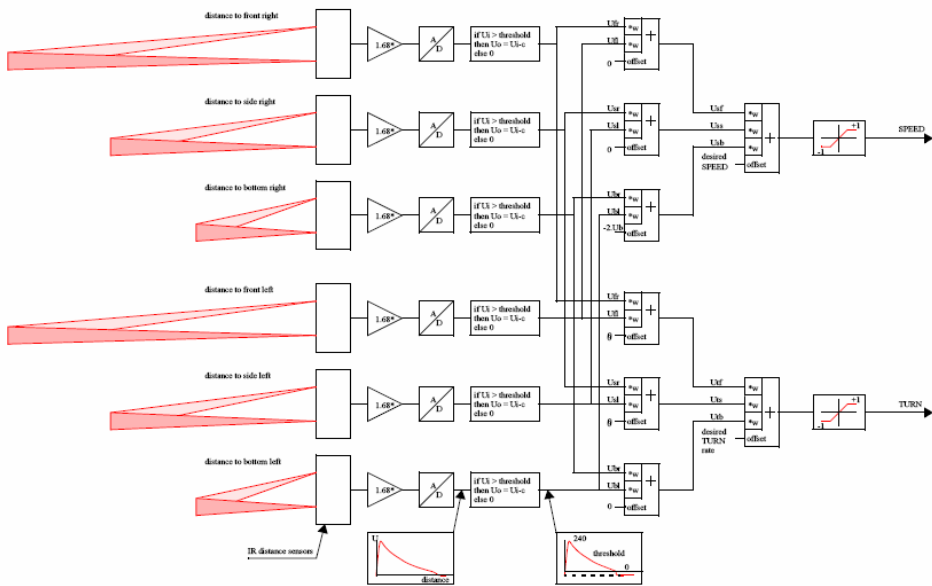 distance to front right
1.68*
A
D
if Ui > threshold
then Uo = Ui-c
else 0
Ufr
Ufl
0
*w
*w
+
offset
distance to side right
1.68*
A
D
if Ui > threshold
then Uo = Ui-c
else 0
Usr
Usl
0
*w
*w
+
offset
Usf
Uss
Usb
desired
SPEED
*w
*w
*w
+
offset
+1
-1
SPEED
distance to bottom right
1.68*
A
D
if Ui > threshold
then Uo = Ui-c
else 0
Ubr
Ubl
-2.Ub
*w
*w
+
offset
distance to front left
1.68*
A
D
if Ui > threshold
then Uo = Ui-c
else 0
Ufr
Ufl
0
*w
*w
+
offset
distance to side left
1.68*
A
D
if Ui > threshold
then Uo = Ui-c
else 0
Usr
Usl
0
*w
*w
+
offset
Utf
Uts
Utb
desired
TURN
rate
*w
*w
*w
+
offset
+1
-1
TURN
distance to bottom left
1.68*
A
D
if Ui > threshold
then Uo = Ui-c
else 0
Ubr
Ubl
0
*w
*w
+
offset
IR distance sensors
U
distance
240
threshold
0